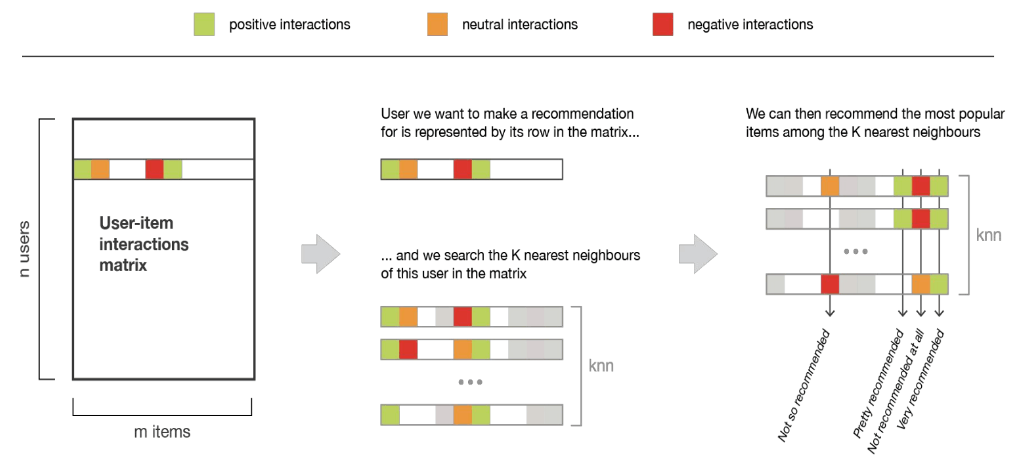 positive interactions
neutral interactions
negative interactions
n users
User-item
interactions
matrix
m items
User we want to make a recommendation
for is represented by its row in the matrix...
... and we search the K nearest neighbours
of this user in the matrix
knn
We can then recommend the most popular
items among the K nearest neighbours
knn
Not so recommended
Pretty recommended
Not recommended at all
Very recommended